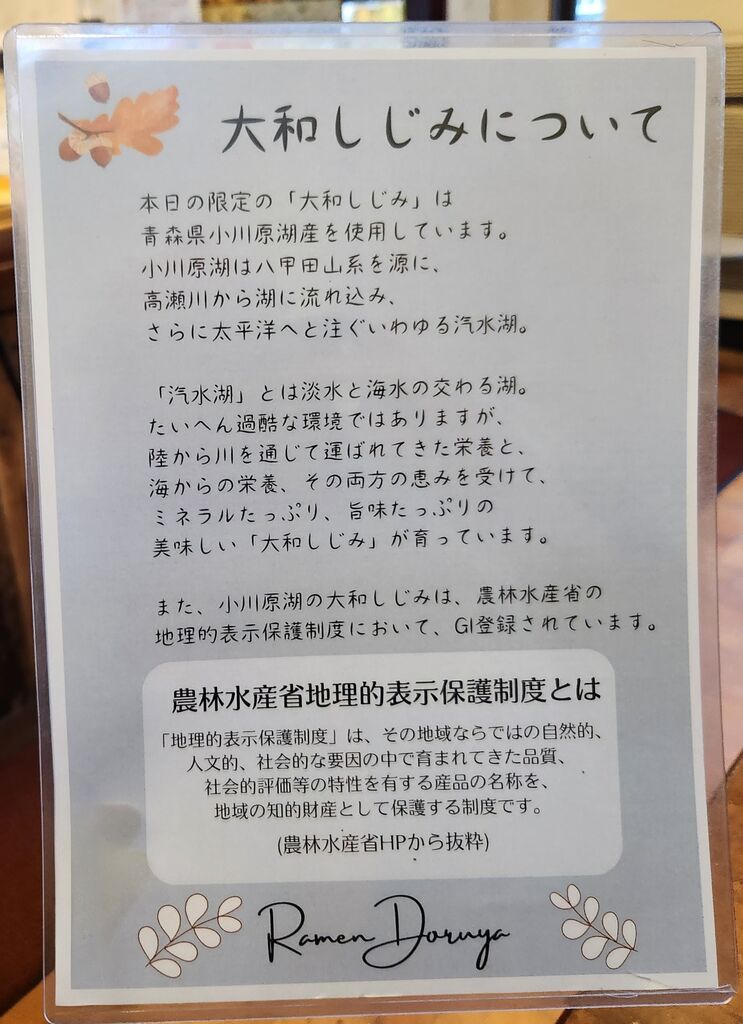 大和しじみについて
本日の限定の「大和しじみ」は
青森県小川原湖産を使用しています。
小川原湖は八甲田山系を源に、
高瀬川から湖に流れ込み、
さらに太平洋へと注ぐいわゆる汽水湖。
「汽水湖」とは淡水と海水の交わる湖。
たいへん過酷な環境ではありますが、
陸から川を通じて運ばれてきた栄養と、
海からの栄養、その両方の恵みを受けて、
ミネラルたっぷり、旨味たっぷりの
美味しい「大和しじみ」が育っています。
また、小川原湖の大和しじみは、農林水産省の
地理的表示保護制度において、GI登録されています。
農林水産省地理的表示保護制度とは
「地理的表示保護制度」は、その地域ならではの自然的、
人文的、社会的な要因の中で育まれてきた品質、
社会的評価等の特性を有する産品の名称を、
地域の知的財産として保護する制度です。
(農林水産省HPから抜粋)
Ramen Doruya